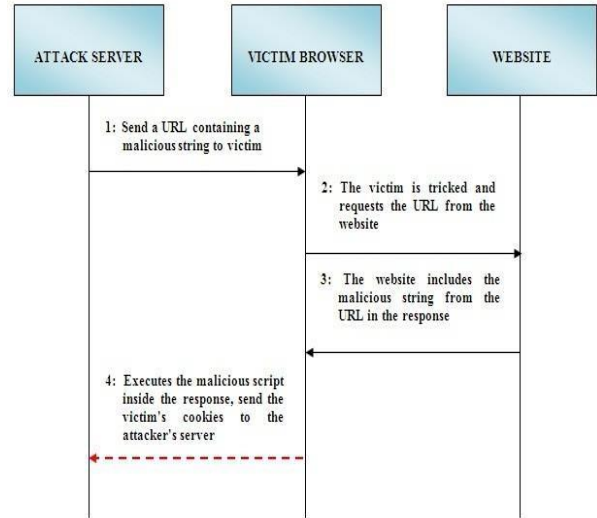 ATTACK SERVER
VICTIM BROWSER
WEBSITE
1: Send a URL containing a
malicious string to victim
2: The victim is tricked and
requests the URL from the
website
3: The website includes the
malicious string from the
URL in the response
4: Executes the malicious script
inside the response, send the
victim's cookies to the
attacker's server